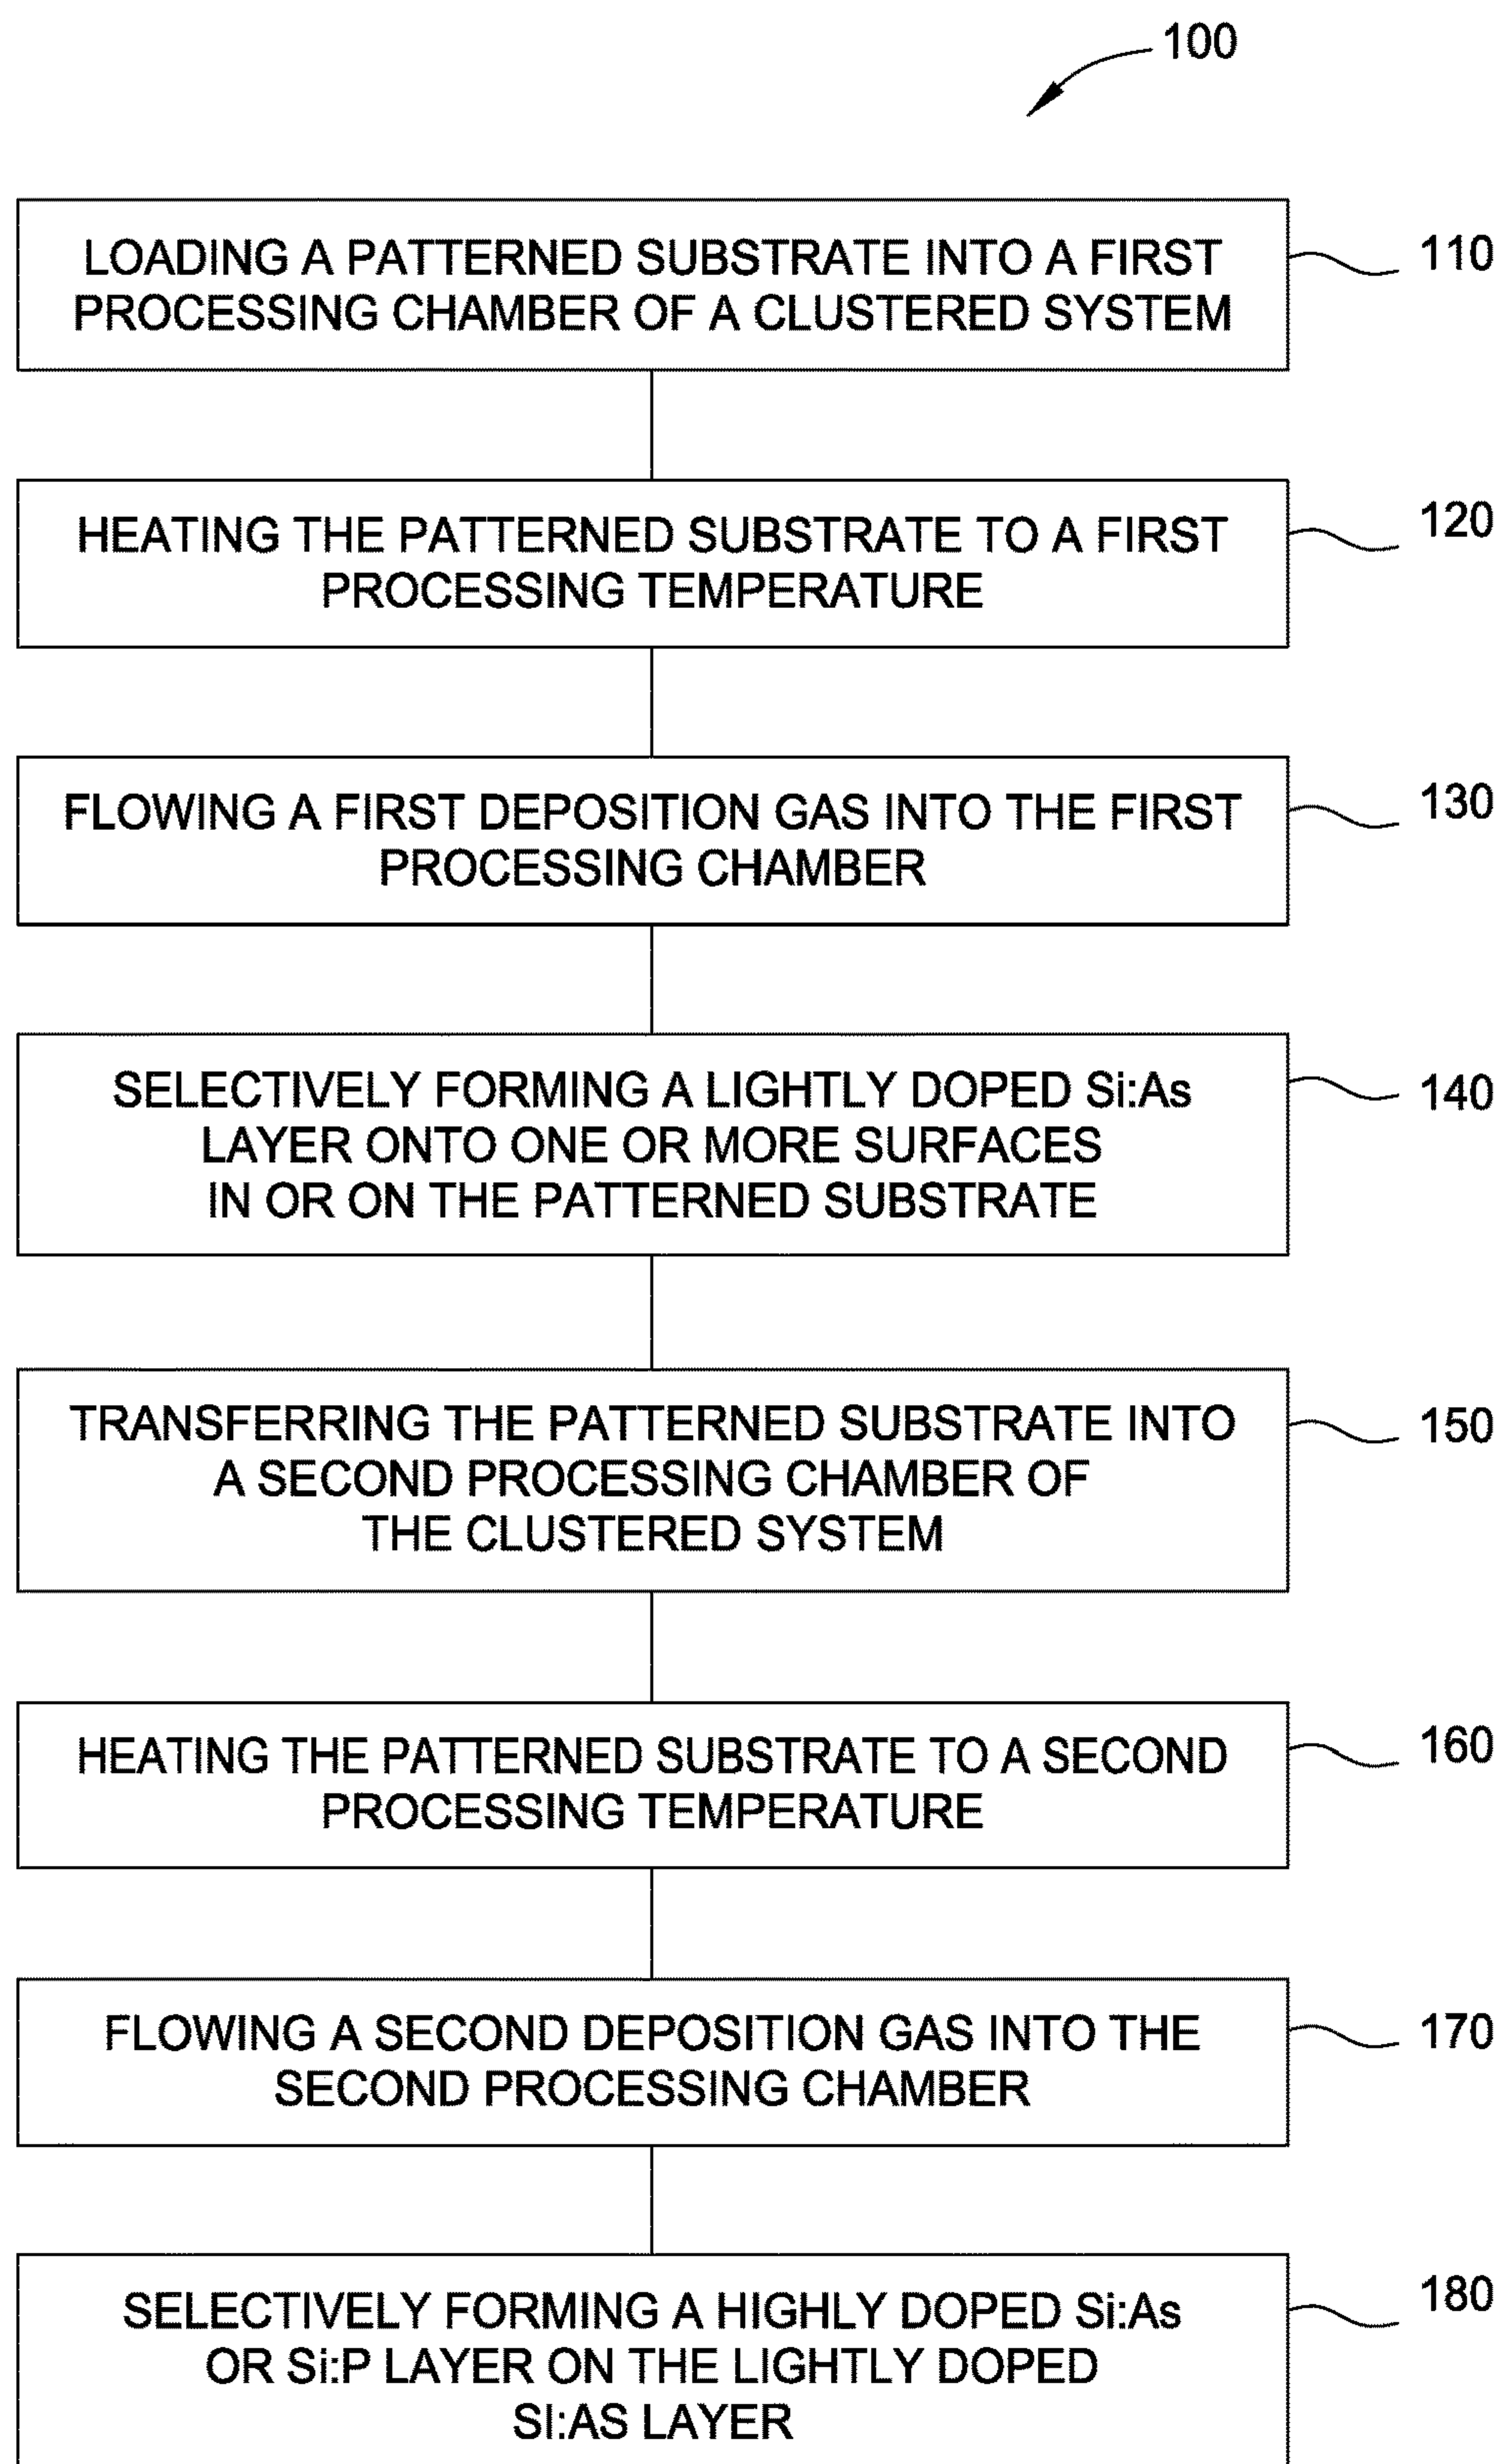 100
LOADING A PATTERNED SUBSTRATE INTO A FIRST
PROCESSING CHAMBER OF A CLUSTERED SYSTEM
110
HEATING THE PATTERNED SUBSTRATE TO A FIRST
PROCESSING TEMPERATURE
120
FLOWING A FIRST DEPOSITION GAS INTO THE FIRST
PROCESSING CHAMBER
130
SELECTIVELY FORMING A LIGHTLY DOPED Si:As
LAYER ONTO ONE OR MORE SURFACES
IN OR ON THE PATTERNED SUBSTRATE
140
TRANSFERRING THE PATTERNED SUBSTRATE INTO
A SECOND PROCESSING CHAMBER OF
THE CLUSTERED SYSTEM
150
HEATING THE PATTERNED SUBSTRATE TO A SECOND
PROCESSING TEMPERATURE
160
FLOWING A SECOND DEPOSITION GAS INTO THE
SECOND PROCESSING CHAMBER
170
SELECTIVELY FORMING A HIGHLY DOPED Si:As
OR Si:P LAYER ON THE LIGHTLY DOPED
SI:AS LAYER
180